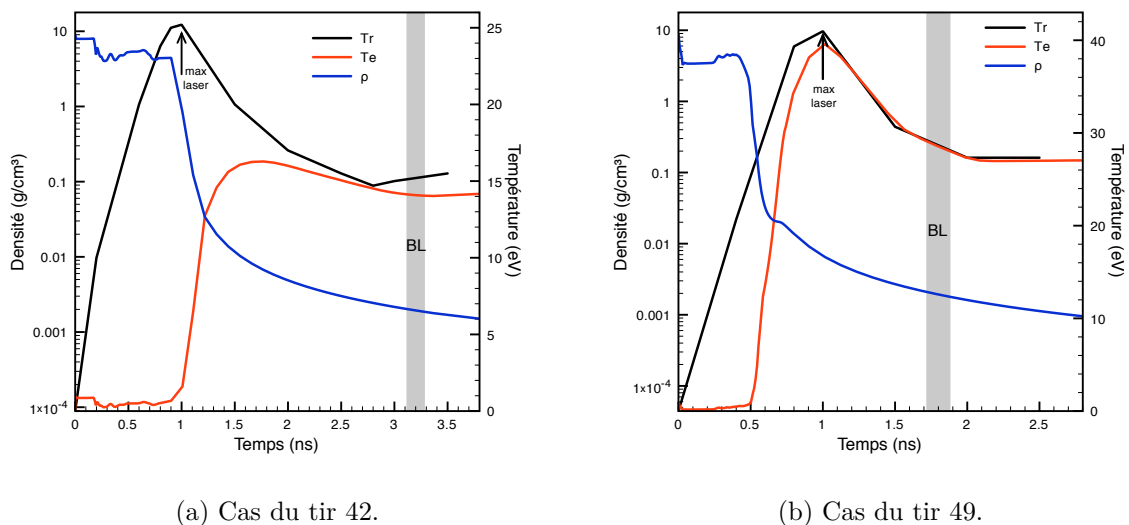 10
1
0.1
0.01
0.001
1×10⁻⁴
Densité (g/cm³)
0
0.5
1
1.5
2
2.5
3
3.5
Temps (ns)
25
20
15
10
5
0
Température (eV)
Tr
Te
ρ
max
laser
BL
(a) Cas du tir 42.
10
1
0.1
0.01
0.001
1×10⁻⁴
Densité (g/cm³)
0
0.5
1
1.5
2
2.5
Temps (ns)
40
30
20
10
0
Température (eV)
Tr
Te
ρ
max
laser
BL
(b) Cas du tir 49.